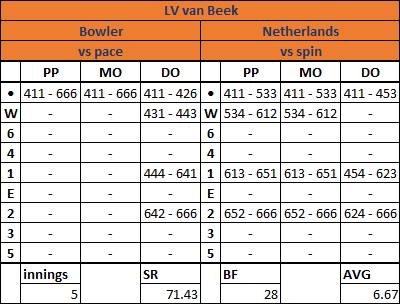 LV van Beek
Bowler Netherlands
vs pace vs spin
PP MO DO PP MO DO
• 411 - 666 411 - 666 411 - 426 • 411 - 533 411 - 533 411 - 453
W - - 431 - 443 W 534 - 612 534 - 612 -
6 - - - 6 - - -
4 - - - 4 - - -
1 - - 444 - 641 1 613 - 651 613 - 651 454 - 623
E - - - E - - -
2 - - 642 - 666 2 652 - 666 652 - 666 624 - 666
3 - - - 3 - - -
5 - - - 5 - - -
innings SR BF AVG
5 71.43 28 6.67